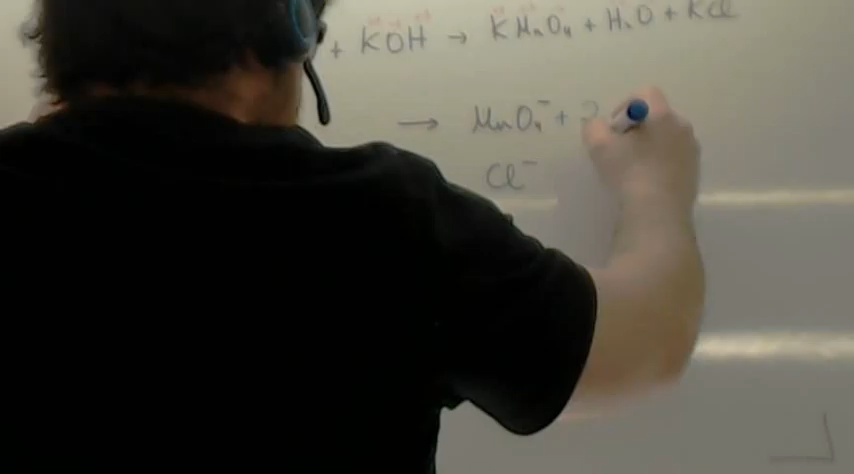 + KOH → KMnO₄ + H₂O + KCl
→ MnO₄⁻ +
Cl⁻